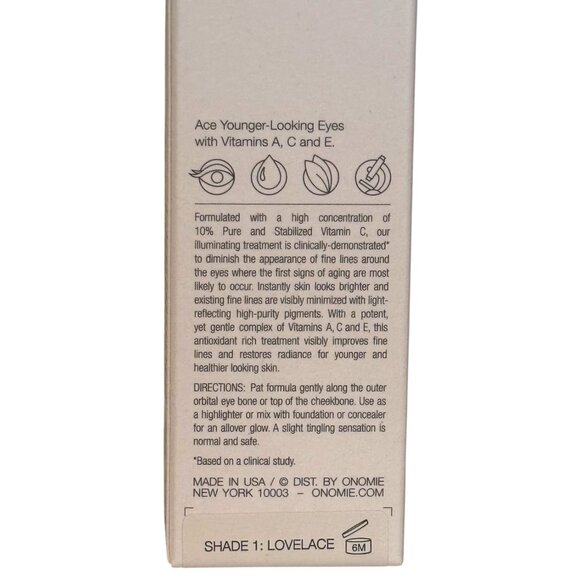 Ace Younger-Looking Eyes
with Vitamins A, C and E.
Formulated with a high concentration of
10% Pure and Stabilized Vitamin C, our
illuminating treatment is clinically-demonstrated*
to diminish the appearance of fine lines around
the eyes where the first signs of aging are most
likely to occur. Instantly skin looks brighter and
existing fine lines are visibly minimized with light-
reflecting high-purity pigments. With a potent,
yet gentle complex of Vitamins A, C and E, this
antioxidant rich treatment visibly improves fine
lines and restores radiance for younger and
healthier looking skin.
DIRECTIONS: Pat formula gently along the outer
orbital eye bone or top of the cheekbone. Use as
a highlighter or mix with foundation or concealer
for an allover glow. A slight tingling sensation is
normal and safe.
*Based on a clinical study.
MADE IN USA / © DIST. BY ONOMIE
NEW YORK 10003 – ONOMIE.COM
SHADE 1: LOVELACE
6M